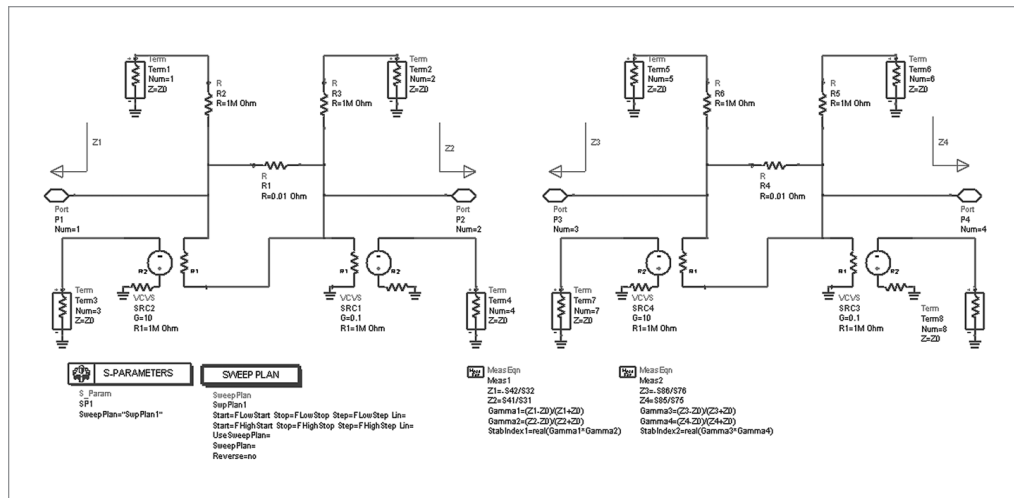 Term
Term1
Num=1
Z=Z0
R
R2
R=1M Ohm
R
R3
R=1M Ohm
Term
Term2
Num=2
Z=Z0
Z1
Z2
R
R1
R=0.01 Ohm
Port
P1
Num=1
Port
P2
Num=2
R2
R1
R1
R2
Term
Term3
Num=3
Z=Z0
VCVS
SRC2
G=10
R1=1M Ohm
VCVS
SRC1
G=0.1
R1=1M Ohm
Term
Term4
Num=4
Z=Z0
Term
Term5
Num=5
Z=Z0
R
R6
R=1M Ohm
R
R5
R=1M Ohm
Term
Term6
Num=6
Z=Z0
Z3
Z4
R
R4
R=0.01 Ohm
Port
P3
Num=3
Port
P4
Num=4
R2
R1
R1
R2
Term
Term7
Num=7
Z=Z0
VCVS
SRC4
G=10
R1=1M Ohm
VCVS
SRC3
G=0.1
R1=1M Ohm
Term
Term8
Num=8
Z=Z0
S-PARAMETERS
S_Param
SP1
SweepPlan="SwpPlan1"
SWEEP PLAN
SweepPlan
SwpPlan1
Start=FLowStart Stop=FLowStop Step=FLowStep Lin=
Start=FHighStart Stop=FHighStop Step=FHighStep Lin=
UseSweepPlan=
SweepPlan=
Reverse=no
MeasEqn
Meas1
Z1=-S42/S32
Z2=S41/S31
Gamma1=(Z1-Z0)/(Z1+Z0)
Gamma2=(Z2-Z0)/(Z2+Z0)
StabIndex1=real(Gamma1*Gamma2)
MeasEqn
Meas2
Z3=-S86/S76
Z4=S85/S75
Gamma3=(Z3-Z0)/(Z3+Z0)
Gamma4=(Z4-Z0)/(Z4+Z0)
StabIndex2=real(Gamma3*Gamma4)